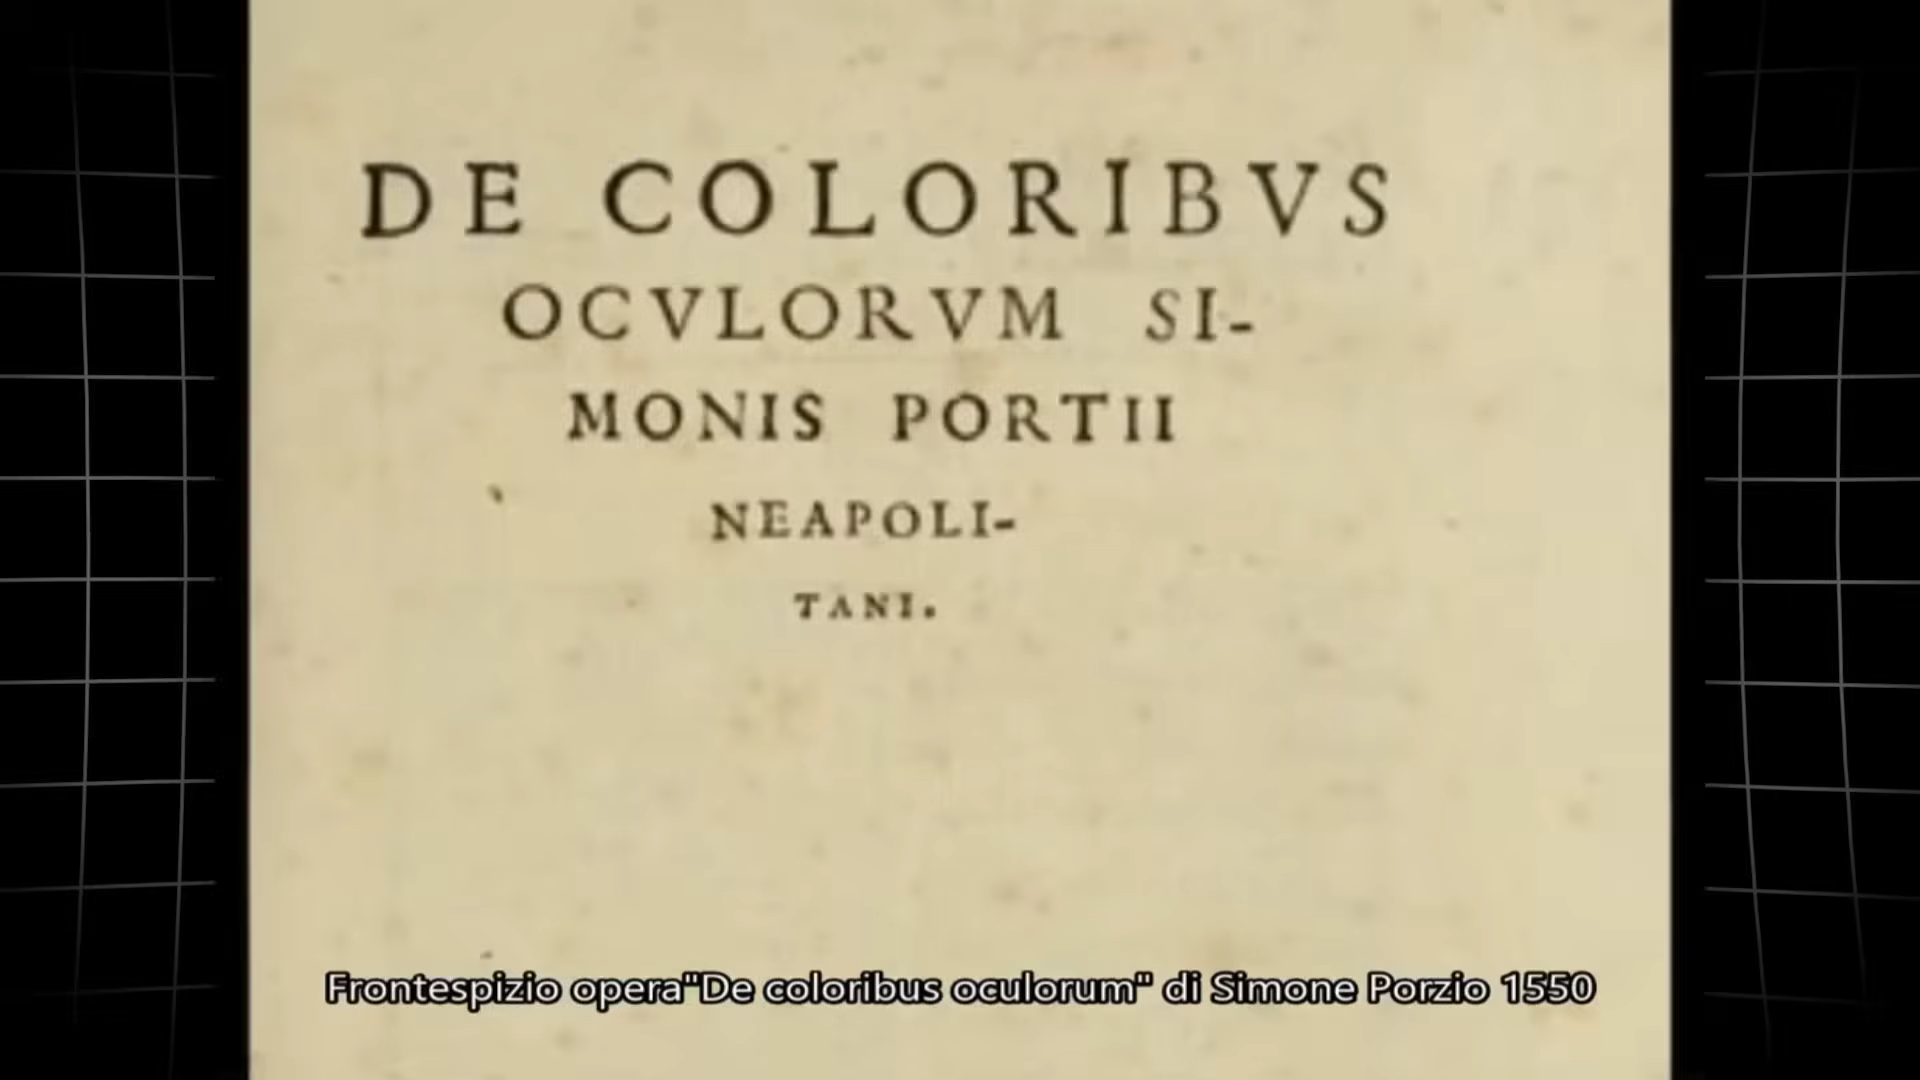 DE COLORIBVS
OCVLORVM SI-
MONIS PORTII
NEAPOLI-
TANI.
Frontespizio opera"De coloribus oculorum" di Simone Porzio 1550